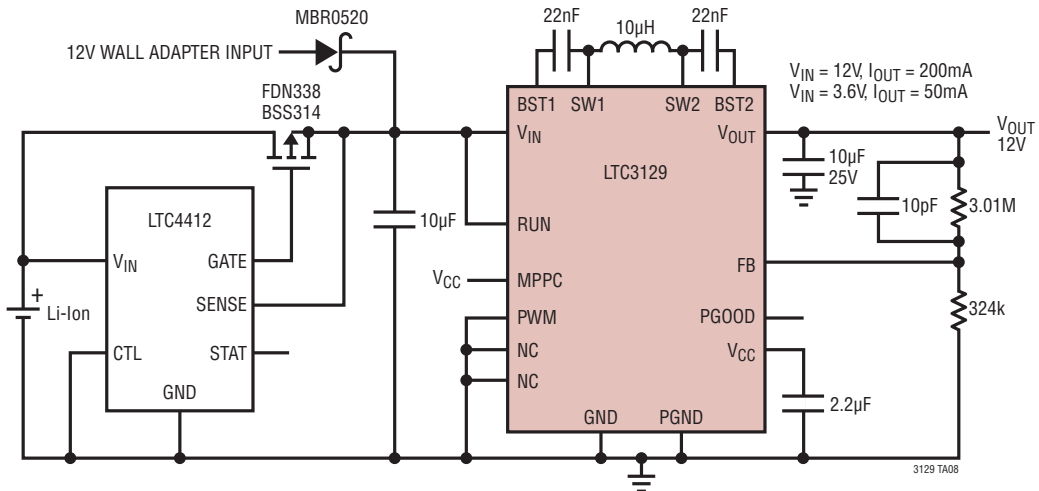 MBR0520
12V WALL ADAPTER INPUT
22nF
10µH
22nF
V_IN = 12V, I_OUT = 200mA
V_IN = 3.6V, I_OUT = 50mA
FDN338
BSS314
BST1
SW1
SW2
BST2
V_IN
V_OUT
V_OUT
12V
LTC3129
10µF
25V
10pF
3.01M
LTC4412
10µF
RUN
V_IN
GATE
FB
V_CC
MPPC
+
Li-Ion
SENSE
PWM
PGOOD
324k
CTL
STAT
NC
V_CC
NC
GND
2.2µF
GND
PGND
3129 TA08